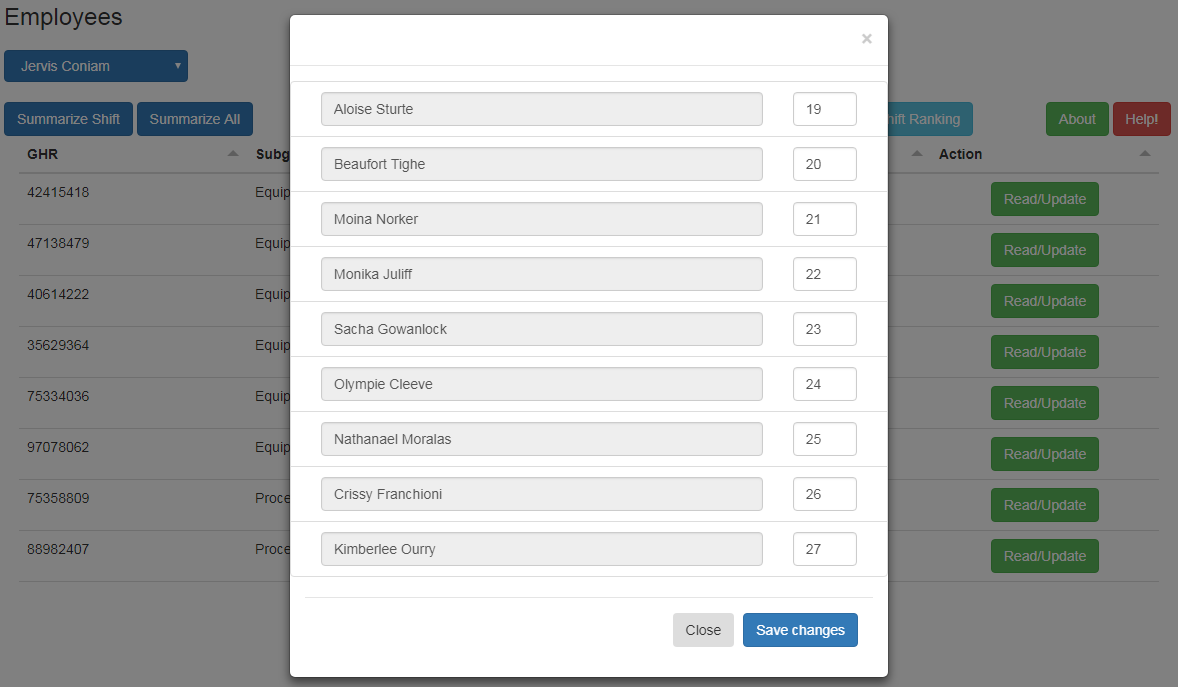 Employees
Jervis Coniam
Summarize Shift Summarize All hift Ranking About Help!
GHR Subg Action
42415418 Equip Read/Update
47138479 Equip Read/Update
40614222 Equip Read/Update
35629364 Equip Read/Update
75334036 Equip Read/Update
97078062 Equip Read/Update
75358809 Proce Read/Update
88982407 Proce Read/Update
×
Aloise Sturte 19
Beaufort Tighe 20
Moina Norker 21
Monika Juliff 22
Sacha Gowanlock 23
Olympie Cleeve 24
Nathanael Moralas 25
Crissy Franchioni 26
Kimberlee Ourry 27
Close Save changes